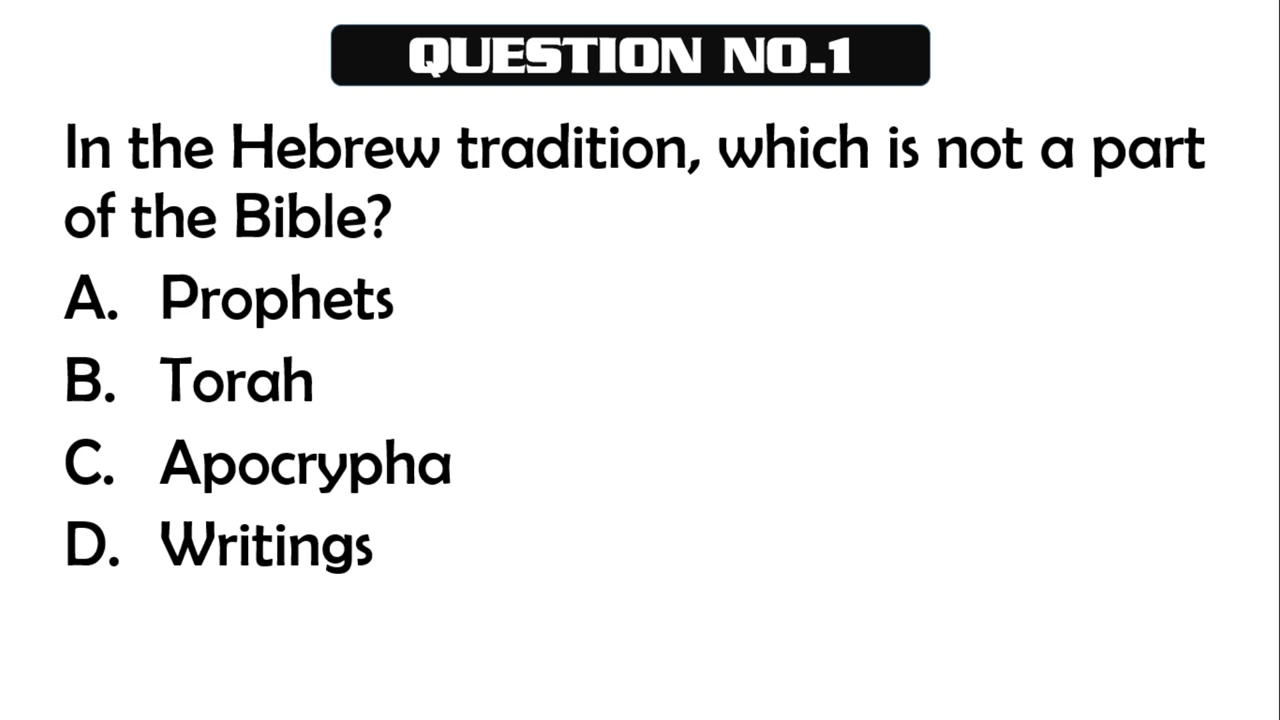 QUESTION NO.1
In the Hebrew tradition, which is not a part
of the Bible?
A. Prophets
B. Torah
C. Apocrypha
D. Writings